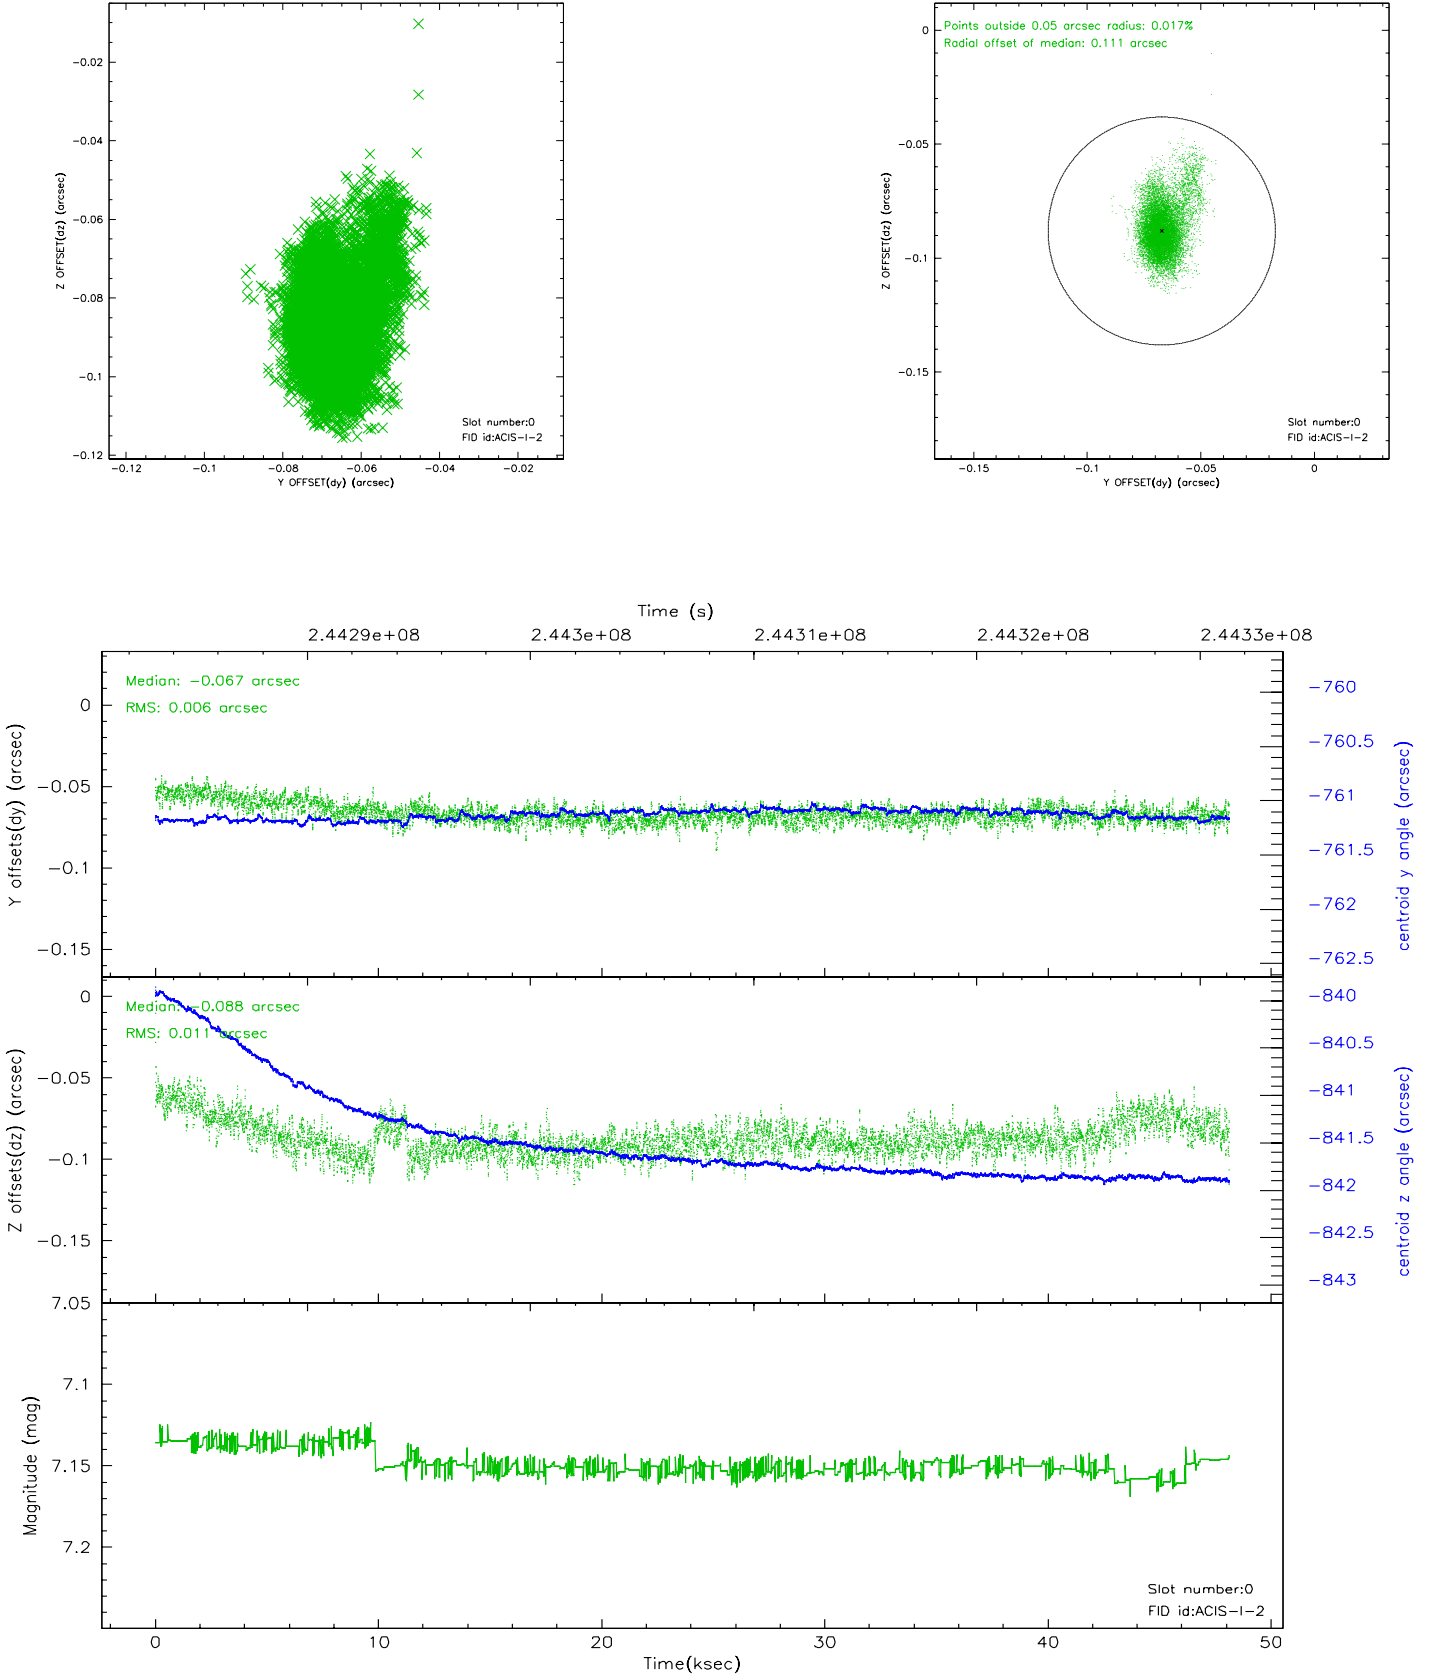 −0.02
−0.04
−0.06
−0.08
−0.1
−0.12
Z OFFSET(dz) (arcsec)
Slot number:0
FID id:ACIS−I−2
−0.12 −0.1 −0.08 −0.06 −0.04 −0.02
Y OFFSET(dy) (arcsec)
Points outside 0.05 arcsec radius: 0.017%
Radial offset of median: 0.111 arcsec
0
−0.05
−0.1
−0.15
Z OFFSET(dz) (arcsec)
Slot number:0
FID id:ACIS−I−2
−0.15 −0.1 −0.05 0
Y OFFSET(dy) (arcsec)
Time (s)
2.4429e+08 2.443e+08 2.4431e+08 2.4432e+08 2.4433e+08
Median: −0.067 arcsec
RMS: 0.006 arcsec
0
−0.05
−0.1
−0.15
Y offsets(dy) (arcsec)
−760
−760.5
−761
−761.5
−762
−762.5
centroid y angle (arcsec)
Median: −0.088 arcsec
RMS: 0.011 arcsec
0
−0.05
−0.1
−0.15
Z offsets(dz) (arcsec)
−840
−840.5
−841
−841.5
−842
−842.5
−843
centroid z angle (arcsec)
7.05
7.1
7.15
7.2
Magnitude (mag)
Slot number:0
FID id:ACIS−I−2
0 10 20 30 40 50
Time(ksec)